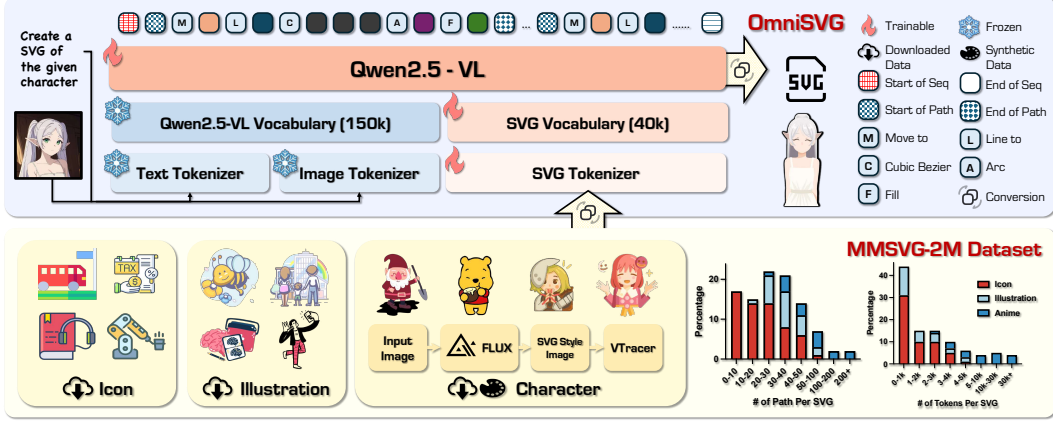 Create a
SVG of
the given
character
M
L
C
A
F
...
M
L
......
Qwen2.5 - VL
Qwen2.5-VL Vocabulary (150k)
SVG Vocabulary (40k)
Text Tokenizer
Image Tokenizer
SVG Tokenizer
OmniSVG
SVG
Trainable
Frozen
Downloaded
Data
Synthetic
Data
Start of Seq
End of Seq
Start of Path
End of Path
M Move to
L Line to
C Cubic Bezier
A Arc
F Fill
Conversion
MMSVG-2M Dataset
TAX
%
$
Icon
Illustration
Input
Image
FLUX
SVG Style
Image
VTracer
Character
Percentage
20
10
0
0-10
10-20
20-30
30-40
40-50
50-100
100-200
200+
# of Path Per SVG
Percentage
40
30
20
10
0
Icon
Illustration
Anime
0-1k
1-2k
2-3k
3-4k
4-5k
5-10k
10k-30k
30k+
# of Tokens Per SVG